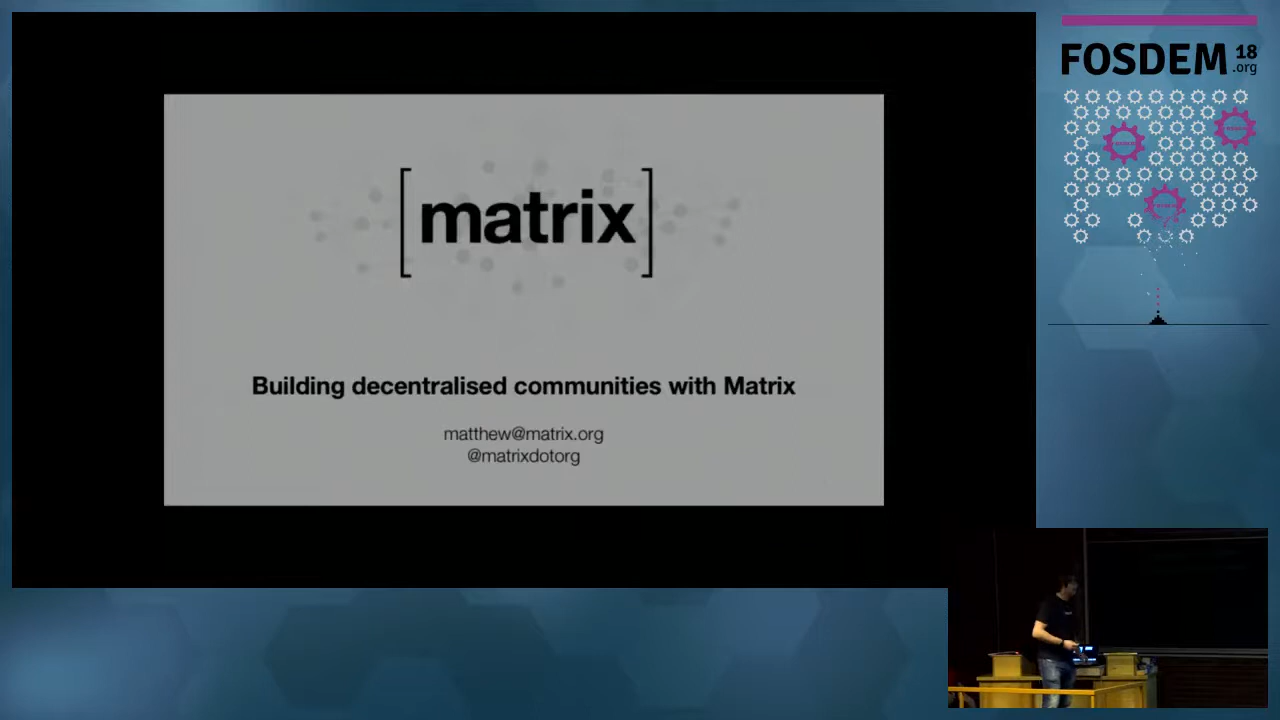 [matrix]
Building decentralised communities with Matrix
matthew@matrix.org
@matrixdotorg
FOSDEM 18
.org